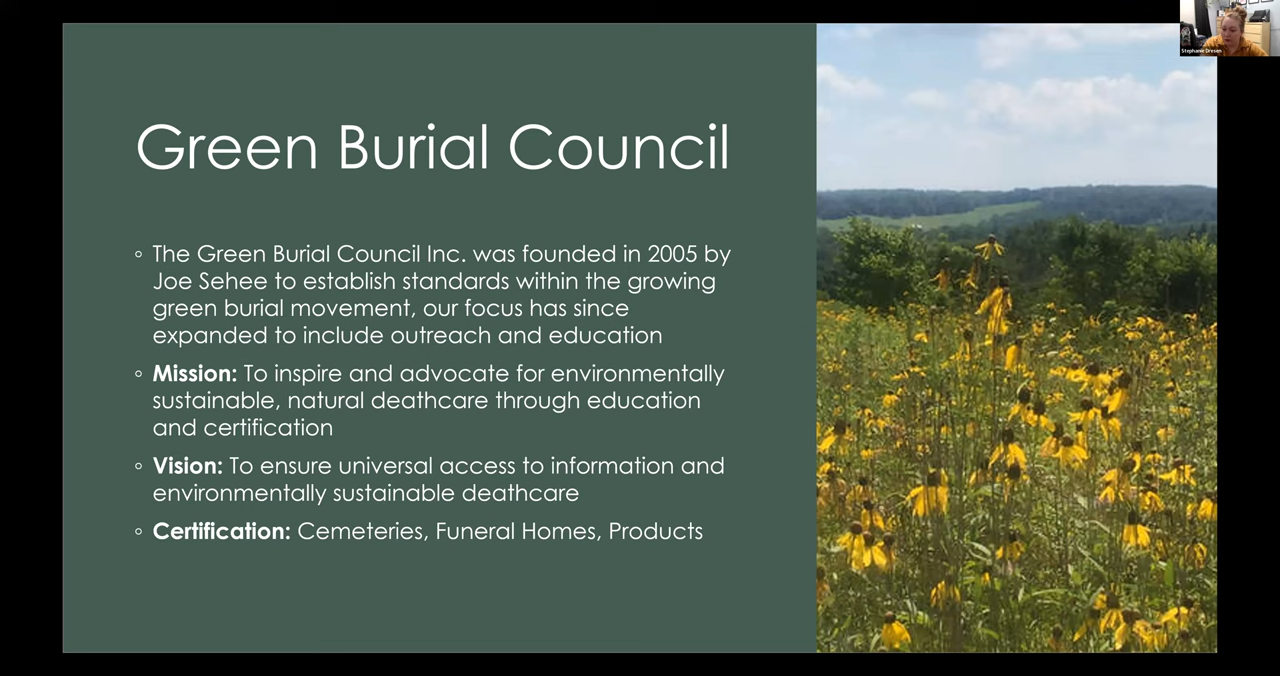 Green Burial Council
◦ The Green Burial Council Inc. was founded in 2005 by
Joe Sehee to establish standards within the growing
green burial movement, our focus has since
expanded to include outreach and education
◦ Mission: To inspire and advocate for environmentally
sustainable, natural deathcare through education
and certification
◦ Vision: To ensure universal access to information and
environmentally sustainable deathcare
◦ Certification: Cemeteries, Funeral Homes, Products
Stephanie Dresen